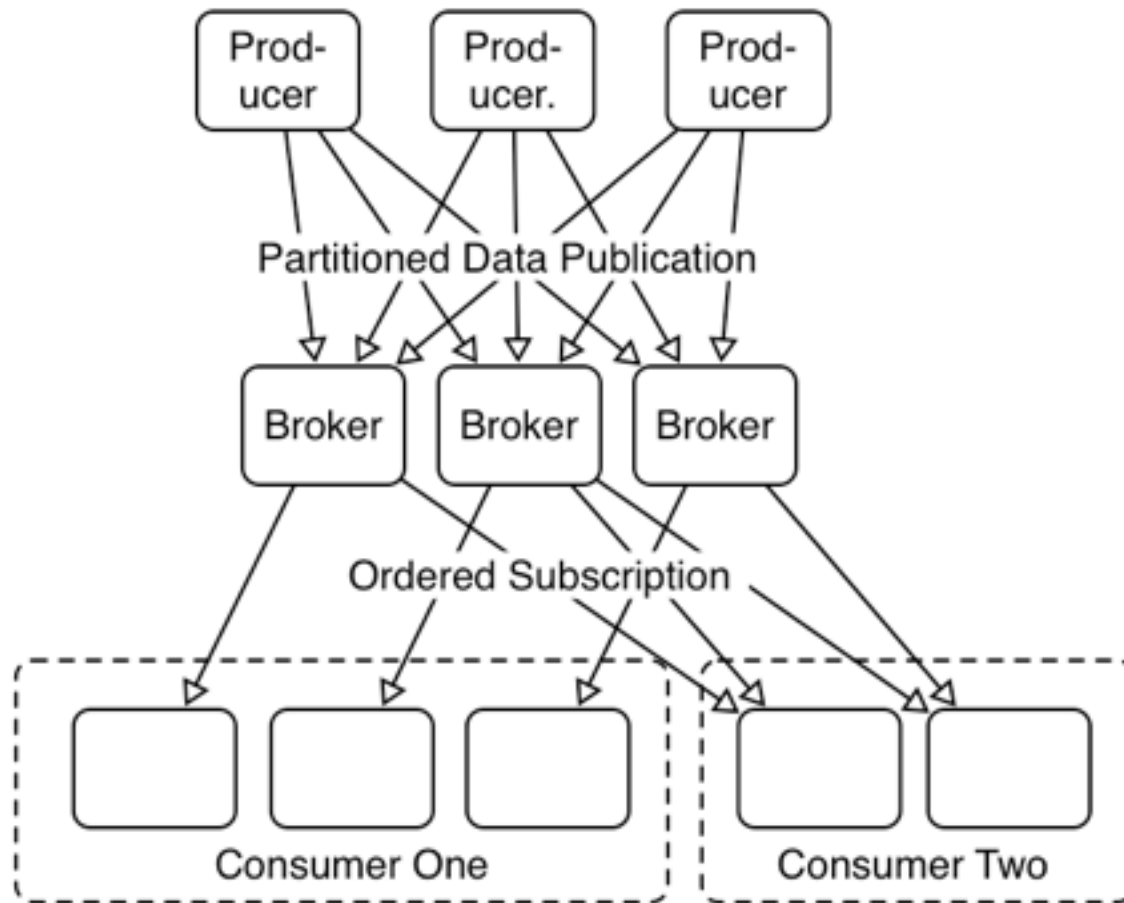 Prod-
ucer
Prod-
ucer.
Prod-
ucer
Partitioned Data Publication
Broker
Broker
Broker
Ordered Subscription
Consumer One
Consumer Two